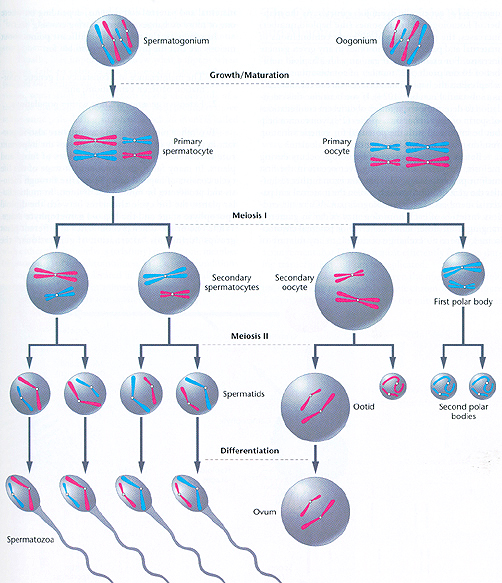 Spermatogonium
Oogonium
Growth/Maturation
Primary
spermatocyte
Primary
oocyte
Meiosis I
Secondary
spermatocytes
Secondary
oocyte
First polar body
Meiosis II
Spermatids
Ootid
Second polar
bodies
Differentiation
Ovum
Spermatozoa